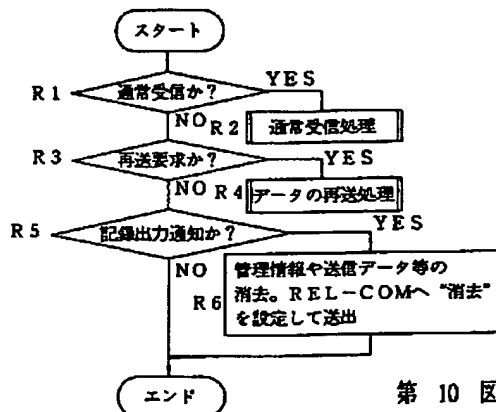 スタート
R1
通常受信か？
YES
NO
R2
通常受信処理
R3
再送要求か？
YES
NO
R4
データの再送処理
R5
記録出力通知か？
YES
NO
R6
管理情報や送信データ等の
消去。REL－COMへ“消去”
を設定して送出
エンド
第 10 図